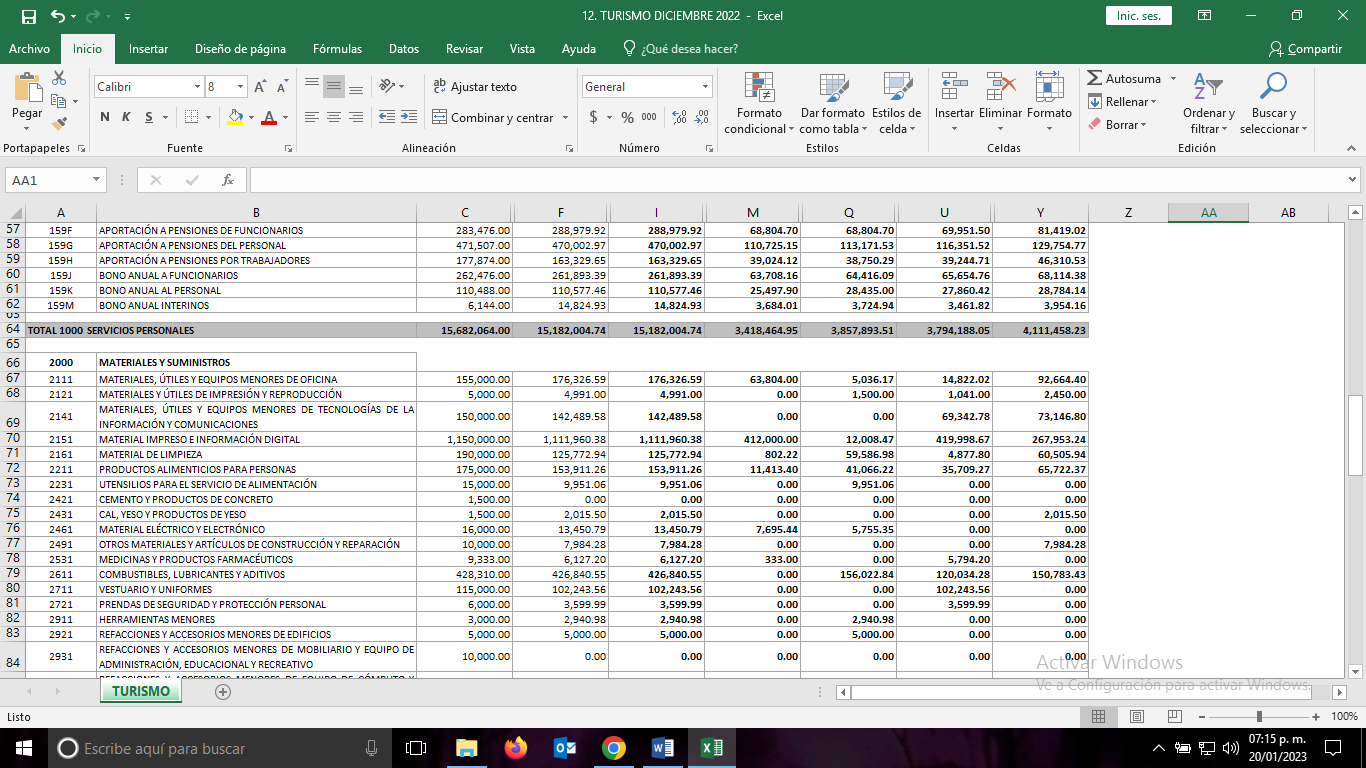 12. TURISMO DICIEMBRE 2022 - Excel
Inic. ses.
Archivo Inicio Insertar Diseño de página Fórmulas Datos Revisar Vista Ayuda ¿Qué desea hacer? Compartir
Pegar
Calibri 8
N K S
Ajustar texto
Combinar y centrar
General
$ % 000
Formato condicional
Dar formato como tabla
Estilos de celda
Insertar Eliminar Formato
Autosuma
Rellenar
Borrar
Ordenar y filtrar
Buscar y seleccionar
Portapapeles Fuente Alineación Número Estilos Celdas Edición
AA1 fx
A B C F I M Q U Y Z AA AB
57 159F APORTACIÓN A PENSIONES DE FUNCIONARIOS 283,476.00 288,979.92 288,979.92 68,804.70 68,804.70 69,951.50 81,419.02
58 159G APORTACIÓN A PENSIONES DEL PERSONAL 471,507.00 470,002.97 470,002.97 110,725.15 113,171.53 116,351.52 129,754.77
59 159H APORTACIÓN A PENSIONES POR TRABAJADORES 177,874.00 163,329.65 163,329.65 39,024.12 38,750.29 39,244.71 46,310.53
60 159J BONO ANUAL A FUNCIONARIOS 262,476.00 261,893.39 261,893.39 63,708.16 64,416.09 65,654.76 68,114.38
61 159K BONO ANUAL AL PERSONAL 110,488.00 110,577.46 110,577.46 25,497.90 28,435.00 27,860.42 28,784.14
62 159M BONO ANUAL INTERINOS 6,144.00 14,824.93 14,824.93 3,684.01 3,724.94 3,461.82 3,954.16
63
64 TOTAL 1000 SERVICIOS PERSONALES 15,682,064.00 15,182,004.74 15,182,004.74 3,418,464.95 3,857,893.51 3,794,188.05 4,111,458.23
65
66 2000 MATERIALES Y SUMINISTROS
67 2111 MATERIALES, ÚTILES Y EQUIPOS MENORES DE OFICINA 155,000.00 176,326.59 176,326.59 63,804.00 5,036.17 14,822.02 92,664.40
68 2121 MATERIALES Y ÚTILES DE IMPRESIÓN Y REPRODUCCIÓN 5,000.00 4,991.00 4,991.00 0.00 1,500.00 1,041.00 2,450.00
69 2141 MATERIALES, ÚTILES Y EQUIPOS MENORES DE TECNOLOGÍAS DE LA
INFORMACIÓN Y COMUNICACIONES 150,000.00 142,489.58 142,489.58 0.00 0.00 69,342.78 73,146.80
70 2151 MATERIAL IMPRESO E INFORMACIÓN DIGITAL 1,150,000.00 1,111,960.38 1,111,960.38 412,000.00 12,008.47 419,998.67 267,953.24
71 2161 MATERIAL DE LIMPIEZA 190,000.00 125,772.94 125,772.94 802.22 59,586.98 4,877.80 60,505.94
72 2211 PRODUCTOS ALIMENTICIOS PARA PERSONAS 175,000.00 153,911.26 153,911.26 11,413.40 41,066.22 35,709.27 65,722.37
73 2231 UTENSILIOS PARA EL SERVICIO DE ALIMENTACIÓN 15,000.00 9,951.06 9,951.06 0.00 9,951.06 0.00 0.00
74 2421 CEMENTO Y PRODUCTOS DE CONCRETO 1,500.00 0.00 0.00 0.00 0.00 0.00 0.00
75 2431 CAL, YESO Y PRODUCTOS DE YESO 1,500.00 2,015.50 2,015.50 0.00 0.00 0.00 2,015.50
76 2461 MATERIAL ELÉCTRICO Y ELECTRÓNICO 16,000.00 13,450.79 13,450.79 7,695.44 5,755.35 0.00 0.00
77 2491 OTROS MATERIALES Y ARTÍCULOS DE CONSTRUCCIÓN Y REPARACIÓN 10,000.00 7,984.28 7,984.28 0.00 0.00 0.00 7,984.28
78 2531 MEDICINAS Y PRODUCTOS FARMACÉUTICOS 9,333.00 6,127.20 6,127.20 333.00 0.00 5,794.20 0.00
79 2611 COMBUSTIBLES, LUBRICANTES Y ADITIVOS 428,310.00 426,840.55 426,840.55 0.00 156,022.84 120,034.28 150,783.43
80 2711 VESTUARIO Y UNIFORMES 115,000.00 102,243.56 102,243.56 0.00 0.00 102,243.56 0.00
81 2721 PRENDAS DE SEGURIDAD Y PROTECCIÓN PERSONAL 6,000.00 3,599.99 3,599.99 0.00 0.00 3,599.99 0.00
82 2911 HERRAMIENTAS MENORES 3,000.00 2,940.98 2,940.98 0.00 2,940.98 0.00 0.00
83 2921 REFACCIONES Y ACCESORIOS MENORES DE EDIFICIOS 5,000.00 5,000.00 5,000.00 0.00 5,000.00 0.00 0.00
84 2931 REFACCIONES Y ACCESORIOS MENORES DE MOBILIARIO Y EQUIPO DE
ADMINISTRACIÓN, EDUCACIONAL Y RECREATIVO 10,000.00 0.00 0.00 0.00 0.00 0.00 0.00
REFACCIONES Y ACCESORIOS MENORES DE EQUIPO DE CÓMPUTO Y
Activar Windows
Ve a Configuración para activar Windows.
TURISMO
Listo 100%
Escribe aquí para buscar
07:15 p. m.
20/01/2023